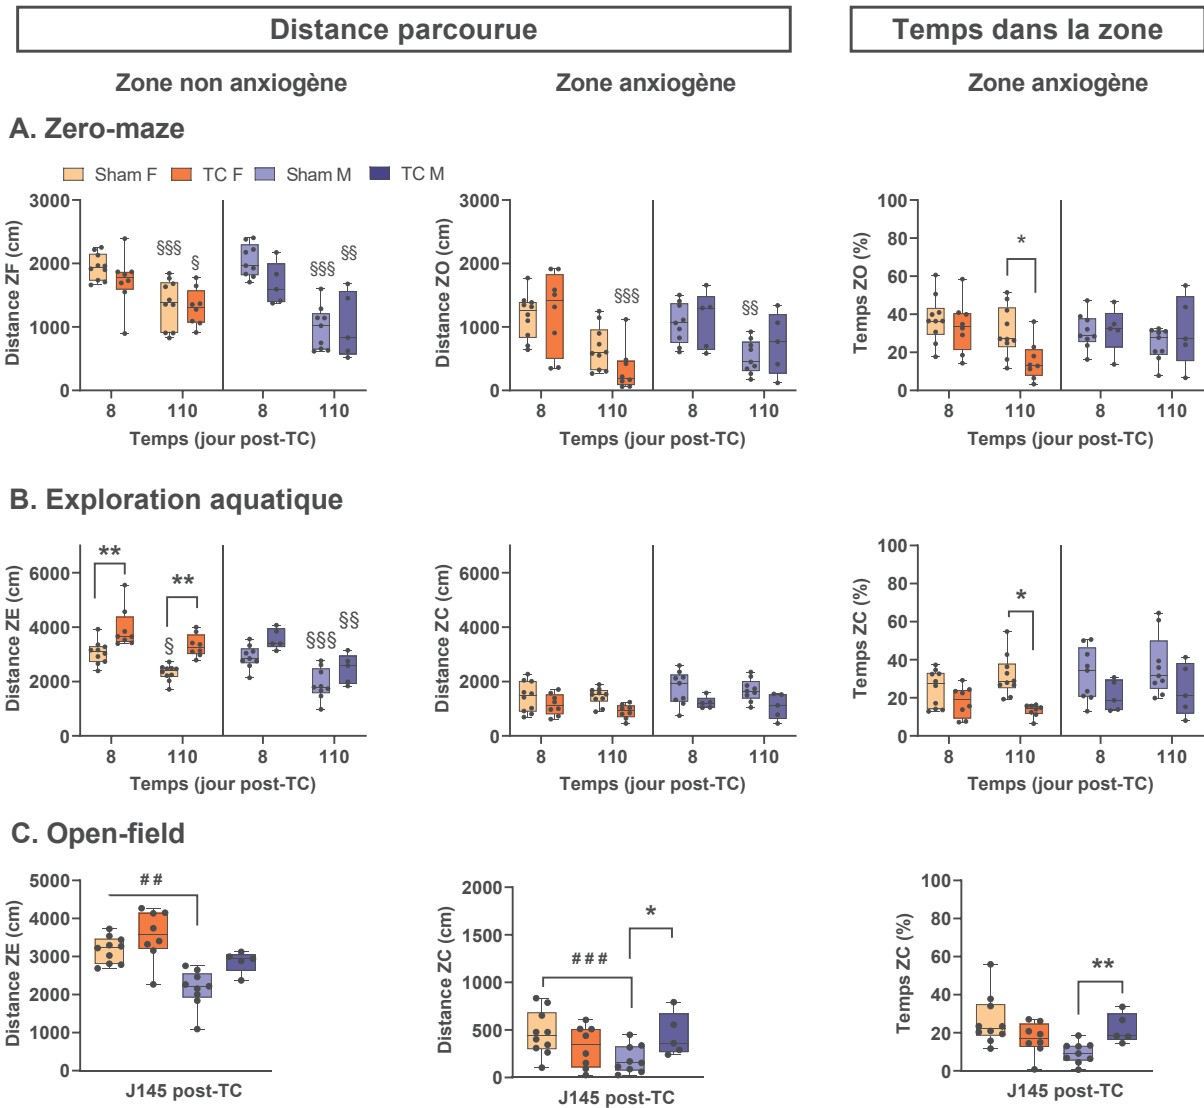 Distance parcourue
Temps dans la zone
Zone non anxiogène
Zone anxiogène
Zone anxiogène
A. Zero-maze
Sham F
TC F
Sham M
TC M
Distance ZF (cm)
3000
2000
1000
0
§§§
§
§§§
§§
8
110
8
110
Temps (jour post-TC)
Distance ZO (cm)
3000
2000
1000
0
§§§
§§
8
110
8
110
Temps (jour post-TC)
Temps ZO (%)
100
80
60
40
20
0
*
8
110
8
110
Temps (jour post-TC)
B. Exploration aquatique
Distance ZE (cm)
6000
4000
2000
0
**
**
§
§§§
§§
8
110
8
110
Temps (jour post-TC)
Distance ZC (cm)
6000
4000
2000
0
8
110
8
110
Temps (jour post-TC)
Temps ZC (%)
100
80
60
40
20
0
*
8
110
8
110
Temps (jour post-TC)
C. Open-field
Distance ZE (cm)
5000
4000
3000
2000
1000
0
##
J145 post-TC
Distance ZC (cm)
2000
1500
1000
500
0
###
*
J145 post-TC
Temps ZC (%)
100
80
60
40
20
0
**
J145 post-TC